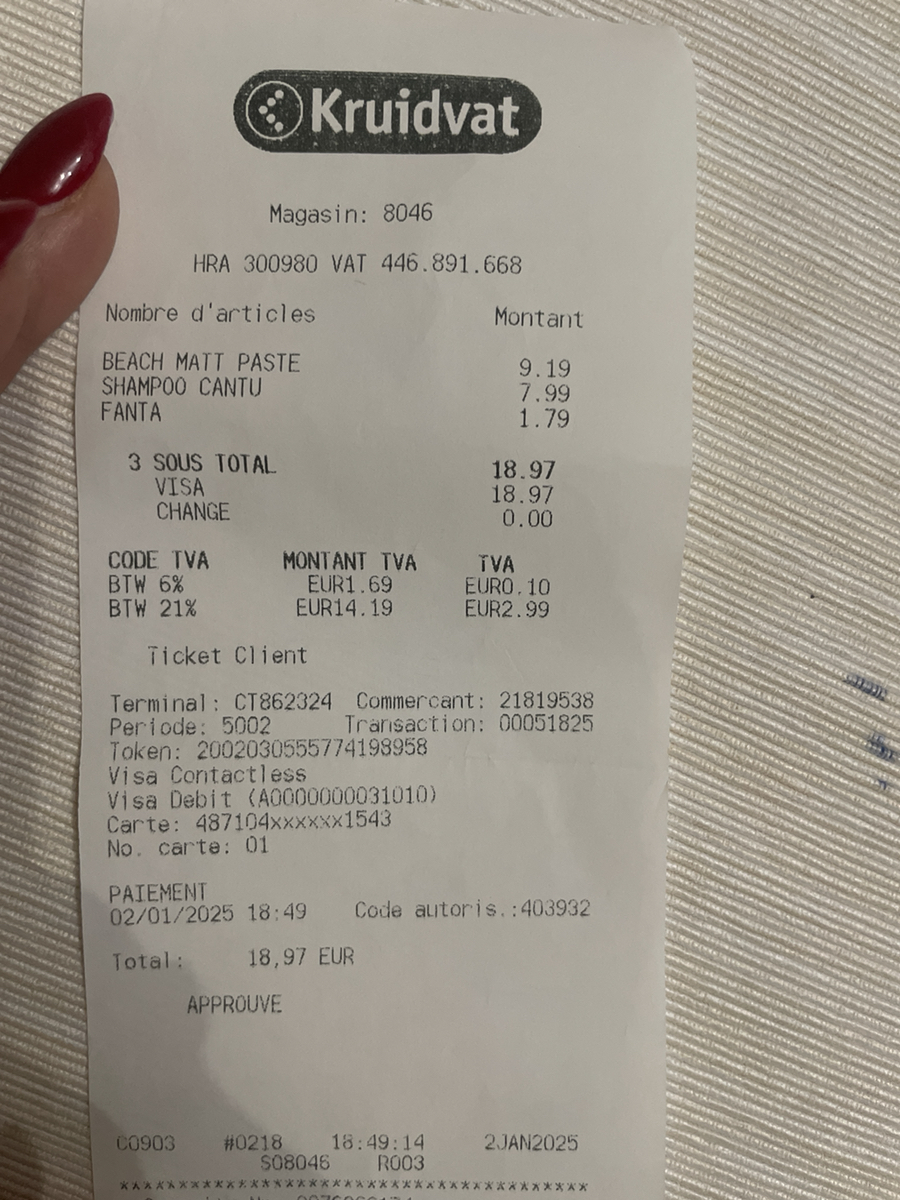 Kruidvat
Magasin: 8046
HRA 300980 VAT 446.891.668
Nombre d'articles Montant
BEACH MATT PASTE 9.19
SHAMPOO CANTU 7.99
FANTA 1.79
3 SOUS TOTAL 18.97
VISA 18.97
CHANGE 0.00
CODE TVA MONTANT TVA TVA
BTW 6% EUR1.69 EUR0.10
BTW 21% EUR14.19 EUR2.99
Ticket Client
Terminal: CT862324 Commercant: 21819538
Periode: 5002 Transaction: 00051825
Token: 2002030555774198958
Visa Contactless
Visa Debit (A0000000031010)
Carte: 487104xxxxxx1543
No. carte: 01
PAIEMENT
02/01/2025 18:49 Code autoris.:403932
Total: 18,97 EUR
APPROUVE
C0903 #0218 18:49:14 2JAN2025
S08046 R003
****************************************